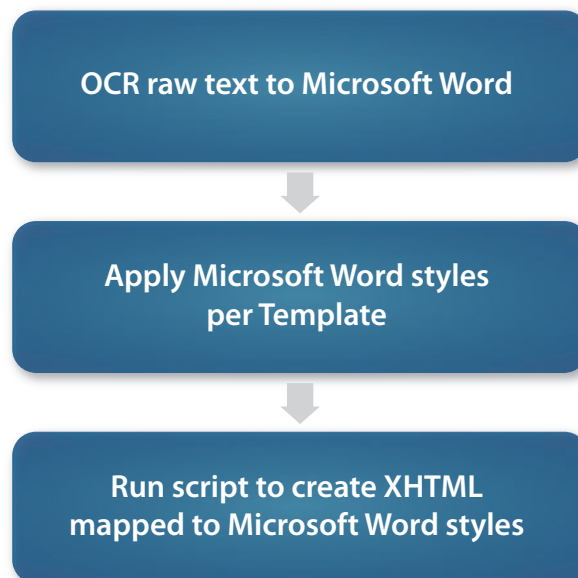 OCR raw text to Microsoft Word
Apply Microsoft Word styles
per Template
Run script to create XHTML
mapped to Microsoft Word styles